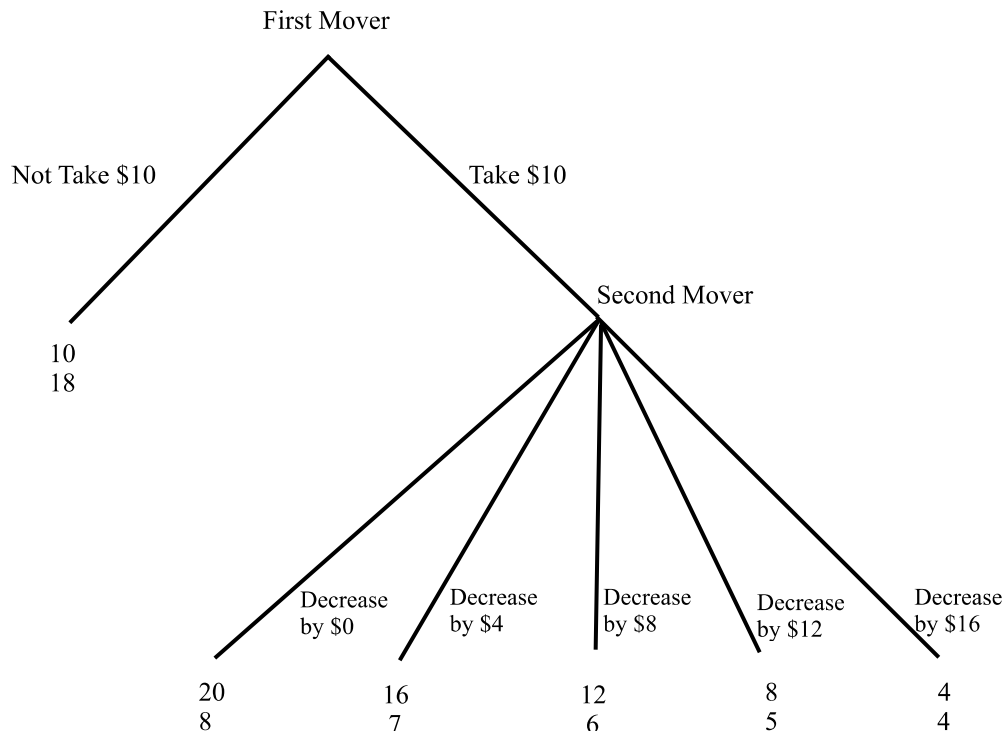 First Mover
Not Take $10
Take $10
Second Mover
10
18
Decrease
by $0
Decrease
by $4
Decrease
by $8
Decrease
by $12
Decrease
by $16
20
8
16
7
12
6
8
5
4
4